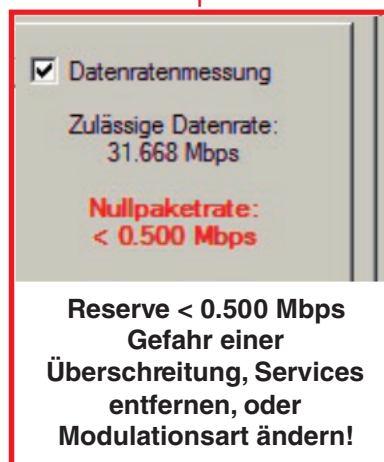 Datenratenmessung
Zulässige Datenrate:
31.668 Mbps
Nullpaketrate:
< 0.500 Mbps
Reserve < 0.500 Mbps
Gefahr einer
Überschreitung, Services
entfernen, oder
Modulationsart ändern!